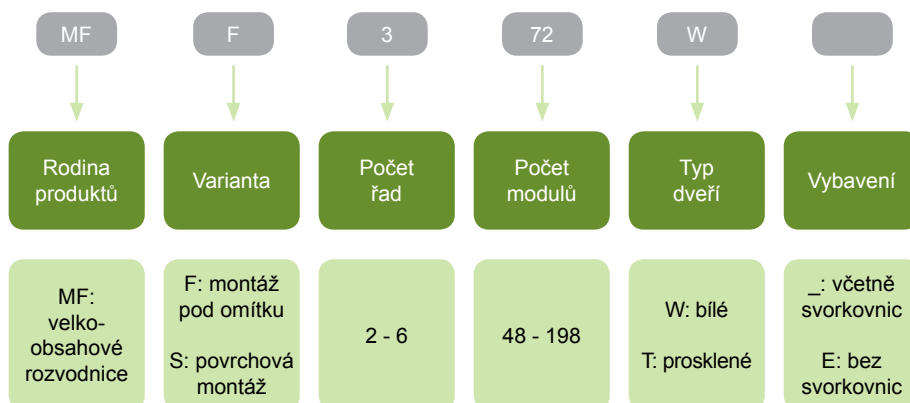 MF
F
3
72
W
Rodina
produktů
Varianta
Počet
řad
Počet
modulů
Typ
dveří
Vybavení
MF:
velko-
obsahové
rozvodnice
F: montáž
pod omítku
S: povrchová
montáž
2 - 6
48 - 198
W: bílé
T: prosklené
_: včetně
svorkovnic
E: bez
svorkovnic